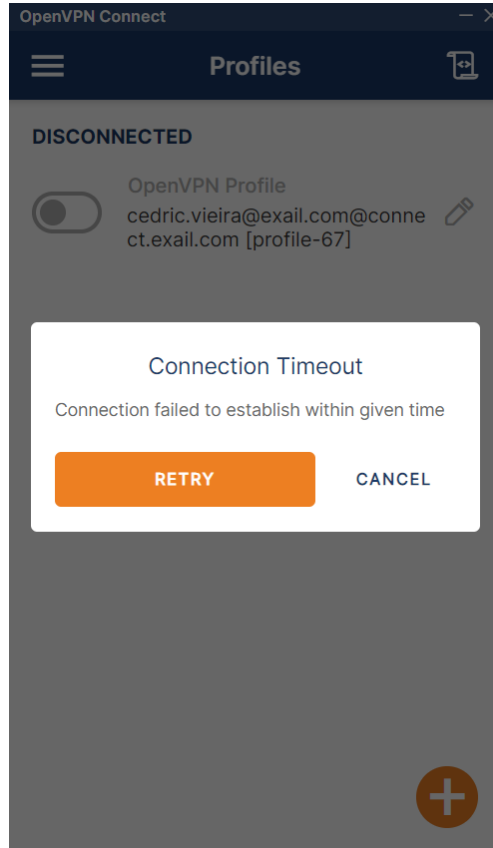 OpenVPN Connect
Profiles
DISCONNECTED
OpenVPN Profile
cedric.vieira@exail.com@conne
ct.exail.com [profile-67]
Connection Timeout
Connection failed to establish within given time
RETRY CANCEL